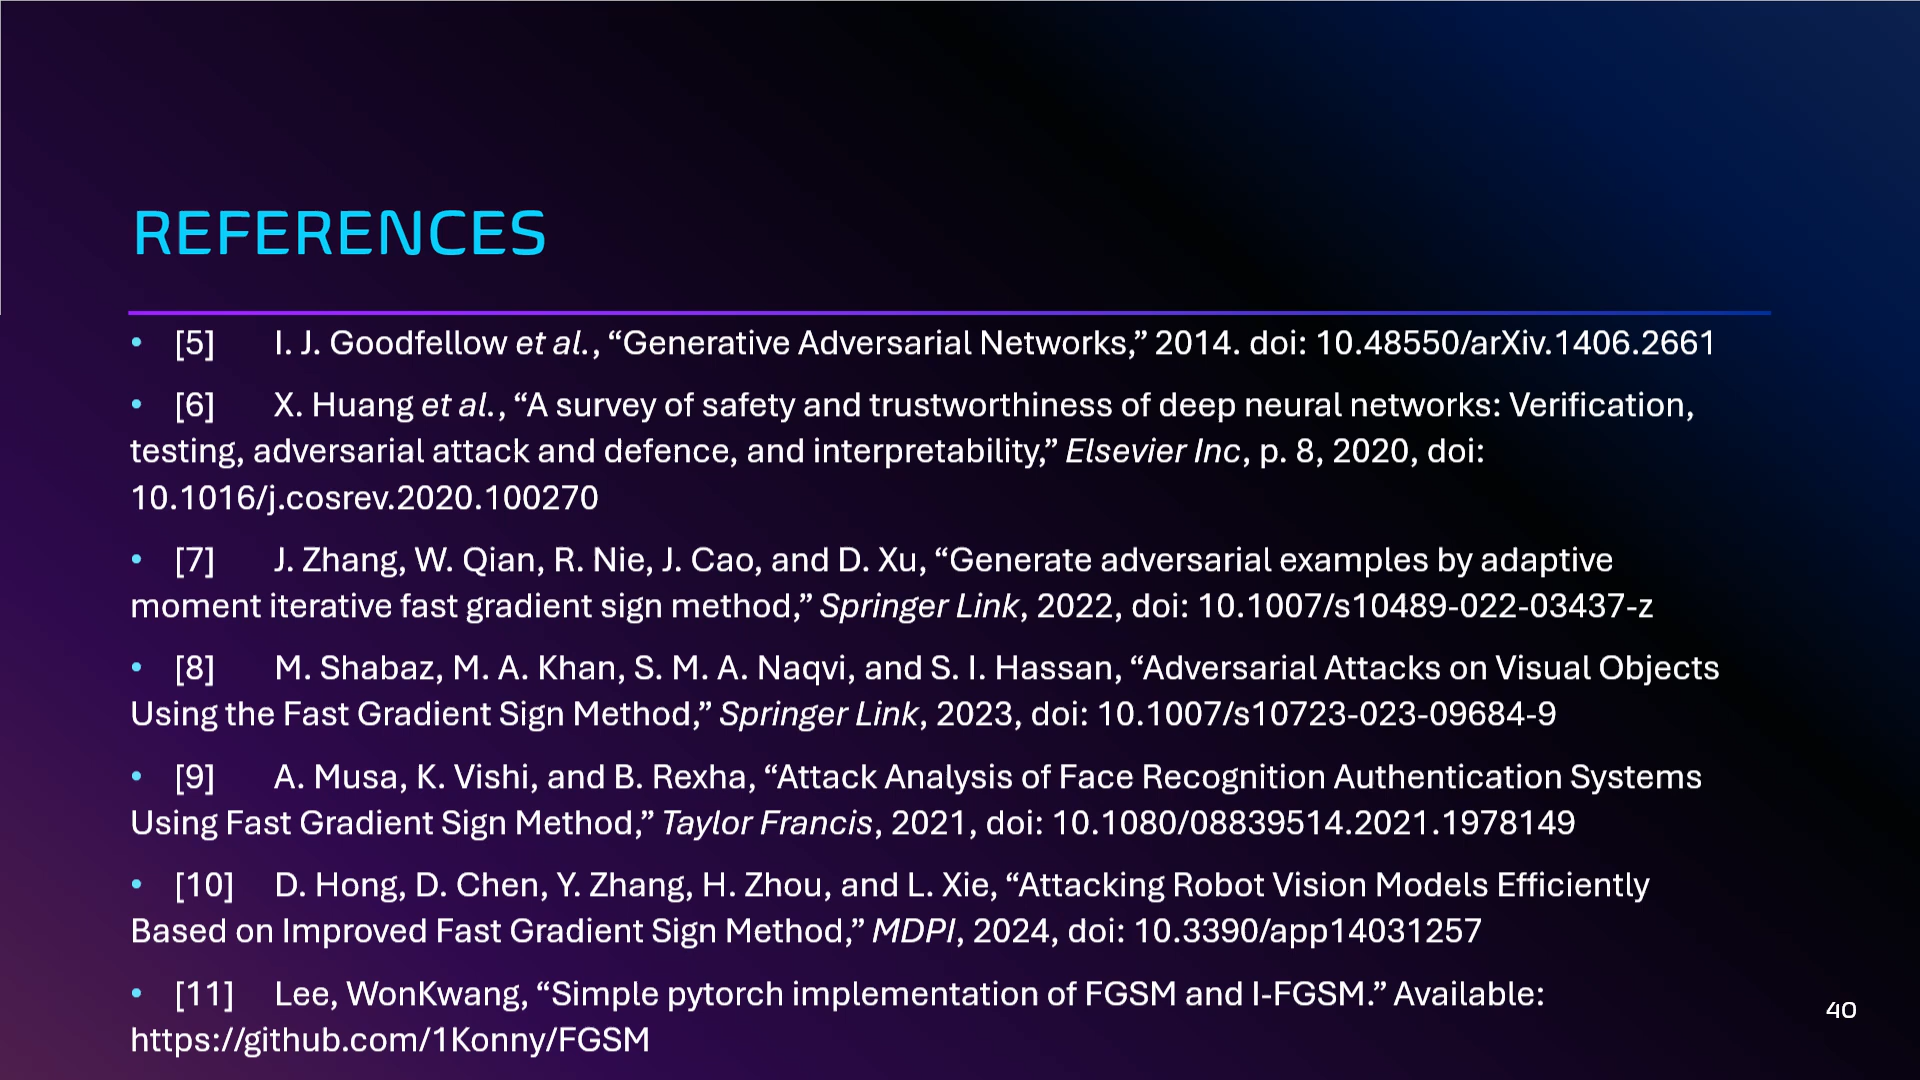 REFERENCES
• [5] I. J. Goodfellow et al., “Generative Adversarial Networks,” 2014. doi: 10.48550/arXiv.1406.2661
• [6] X. Huang et al., “A survey of safety and trustworthiness of deep neural networks: Verification,
testing, adversarial attack and defence, and interpretability,” Elsevier Inc, p. 8, 2020, doi:
10.1016/j.cosrev.2020.100270
• [7] J. Zhang, W. Qian, R. Nie, J. Cao, and D. Xu, “Generate adversarial examples by adaptive
moment iterative fast gradient sign method,” Springer Link, 2022, doi: 10.1007/s10489-022-03437-z
• [8] M. Shabaz, M. A. Khan, S. M. A. Naqvi, and S. I. Hassan, “Adversarial Attacks on Visual Objects
Using the Fast Gradient Sign Method,” Springer Link, 2023, doi: 10.1007/s10723-023-09684-9
• [9] A. Musa, K. Vishi, and B. Rexha, “Attack Analysis of Face Recognition Authentication Systems
Using Fast Gradient Sign Method,” Taylor Francis, 2021, doi: 10.1080/08839514.2021.1978149
• [10] D. Hong, D. Chen, Y. Zhang, H. Zhou, and L. Xie, “Attacking Robot Vision Models Efficiently
Based on Improved Fast Gradient Sign Method,” MDPI, 2024, doi: 10.3390/app14031257
• [11] Lee, WonKwang, “Simple pytorch implementation of FGSM and I-FGSM.” Available:
https://github.com/1Konny/FGSM
40